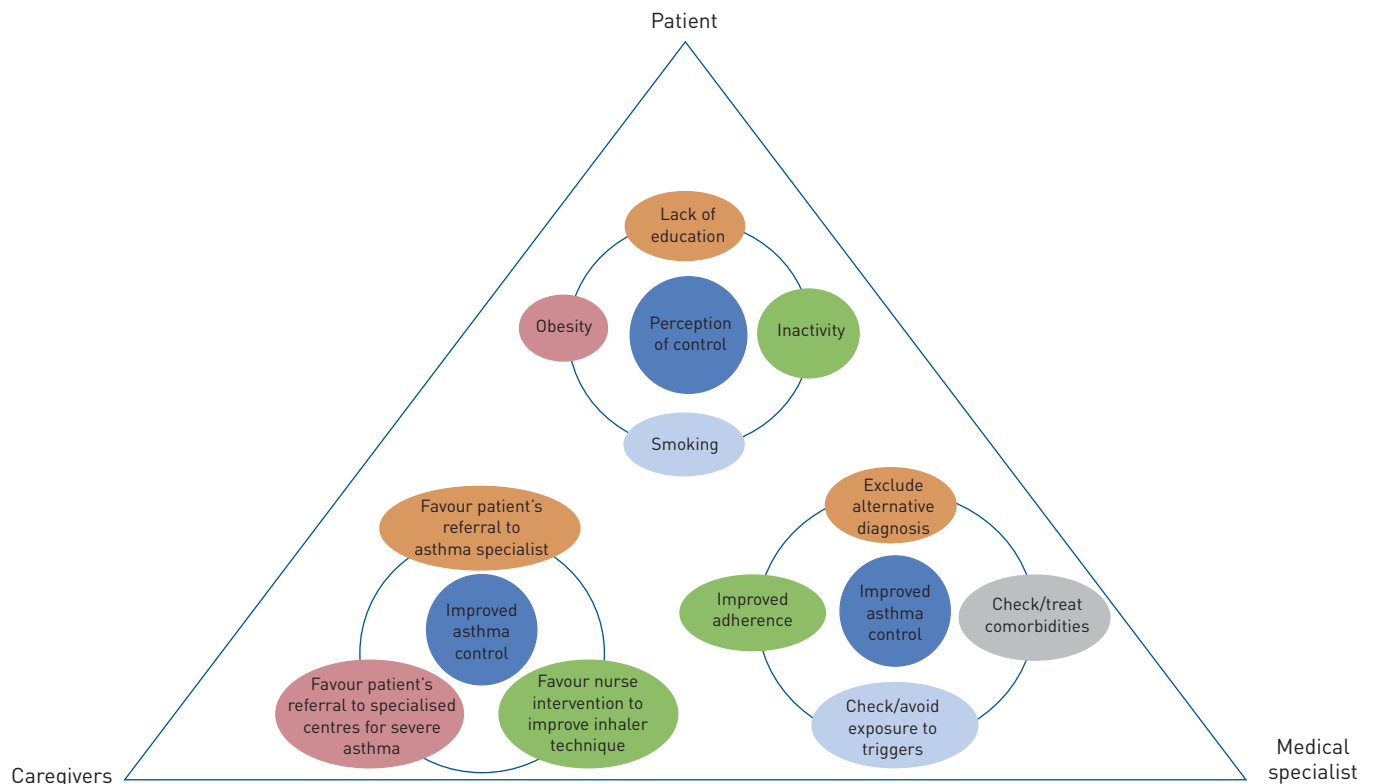 Patient
Lack of
education
Obesity
Perception
of control
Inactivity
Smoking
Favour patient's
referral to
asthma specialist
Improved
asthma
control
Favour patient's
referral to specialised
centres for severe
asthma
Favour nurse
intervention to
improve inhaler
technique
Exclude
alternative
diagnosis
Improved
adherence
Improved
asthma
control
Check/treat
comorbidities
Check/avoid
exposure to
triggers
Caregivers
Medical
specialist